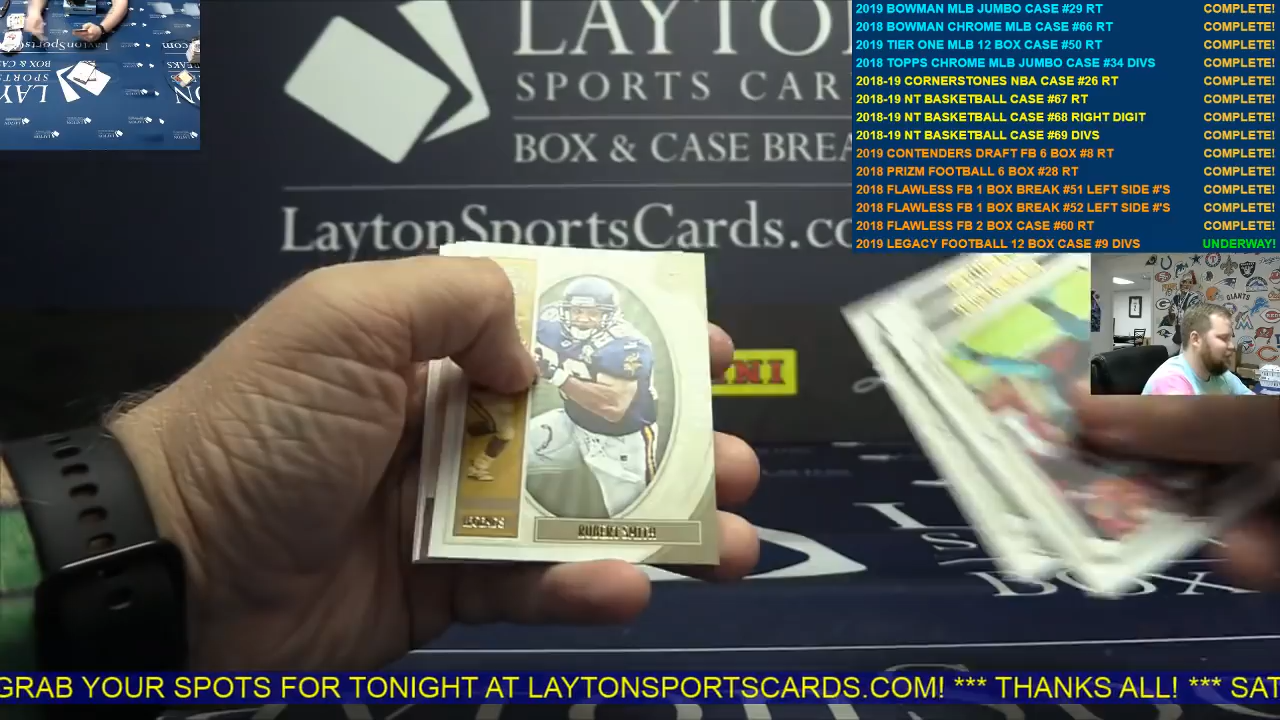 LAYTO
SPORTS CAR
BOX & CASE BREA
LaytonSportsCards.co
2019 BOWMAN MLB JUMBO CASE #29 RT COMPLETE!
2018 BOWMAN CHROME MLB CASE #66 RT COMPLETE!
2019 TIER ONE MLB 12 BOX CASE #50 RT COMPLETE!
2018 TOPPS CHROME MLB JUMBO CASE #34 DIVS COMPLETE!
2018-19 CORNERSTONES NBA CASE #26 RT COMPLETE!
2018-19 NT BASKETBALL CASE #67 RT COMPLETE!
2018-19 NT BASKETBALL CASE #68 RIGHT DIGIT COMPLETE!
2018-19 NT BASKETBALL CASE #69 DIVS COMPLETE!
2019 CONTENDERS DRAFT FB 6 BOX #8 RT COMPLETE!
2018 PRIZM FOOTBALL 6 BOX #28 RT COMPLETE!
2018 FLAWLESS FB 1 BOX BREAK #51 LEFT SIDE #'S COMPLETE!
2018 FLAWLESS FB 1 BOX BREAK #52 LEFT SIDE #'S COMPLETE!
2018 FLAWLESS FB 2 BOX CASE #60 RT COMPLETE!
2019 LEGACY FOOTBALL 12 BOX CASE #9 DIVS UNDERWAY!
GIANTS
INI
LEGENDS
ROBERT SMITH
BOX
GRAB YOUR SPOTS FOR TONIGHT AT LAYTONSPORTSCARDS.COM! *** THANKS ALL! *** SAT